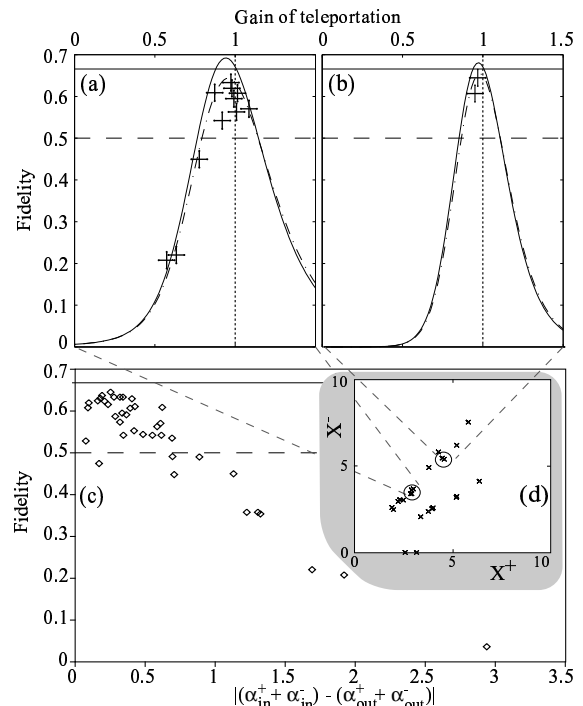 Gain of teleportation
0 0.5 1 0.5 1 1.5
0.7
0.6
0.5
0.4
0.3
0.2
0.1
0
Fidelity
(a)
(b)
0.7
0.6
0.5
0.4
0.3
0.2
0.1
0
Fidelity
(c)
10
5
0
X⁻
(d)
0 5 10
X⁺
0 0.5 1 1.5 2 2.5 3 3.5
|(α⁺in + α⁻in) - (α⁺out + α⁻out)|